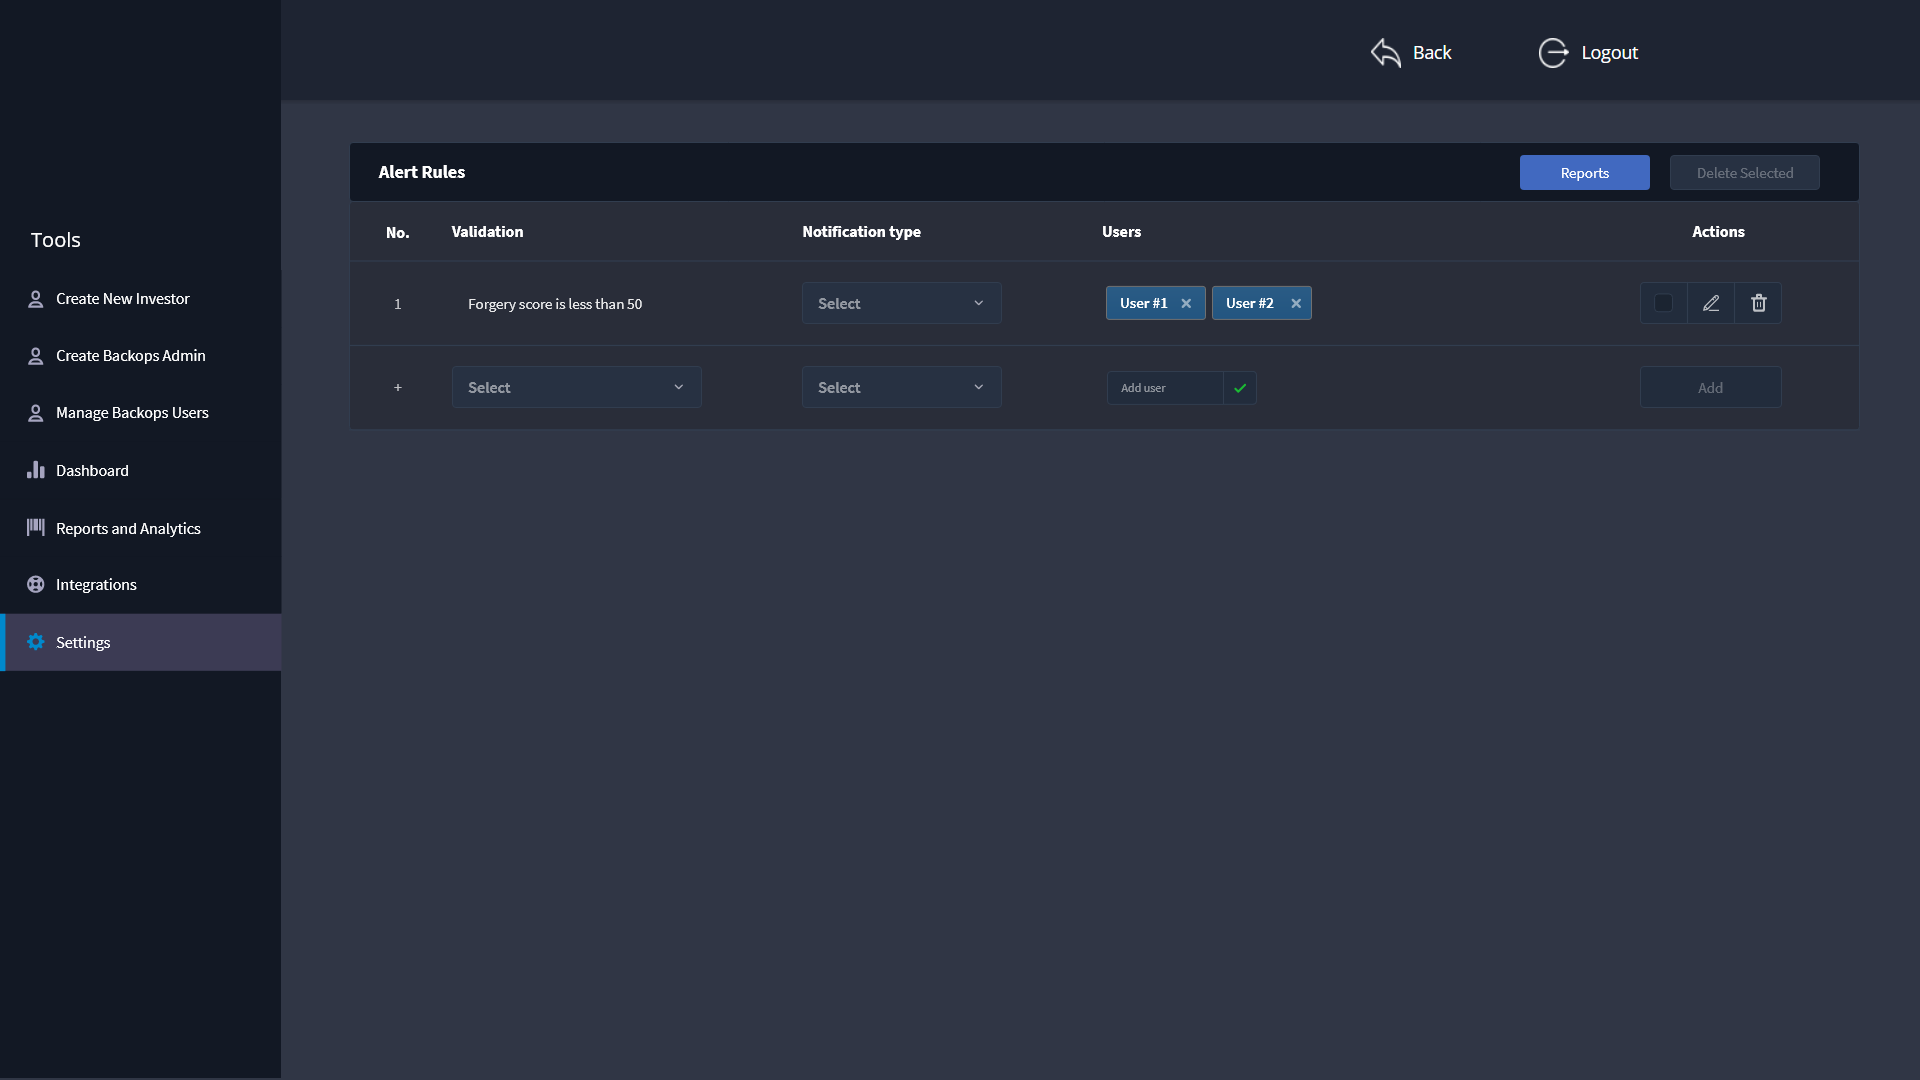 Back
Logout
Alert Rules
Reports
Delete Selected
Tools
No.
Validation
Notification type
Users
Actions
Create New Investor
1
Forgery score is less than 50
Select
User #1
User #2
Create Backops Admin
+
Select
Select
Add user
Add
Manage Backops Users
Dashboard
Reports and Analytics
Integrations
Settings